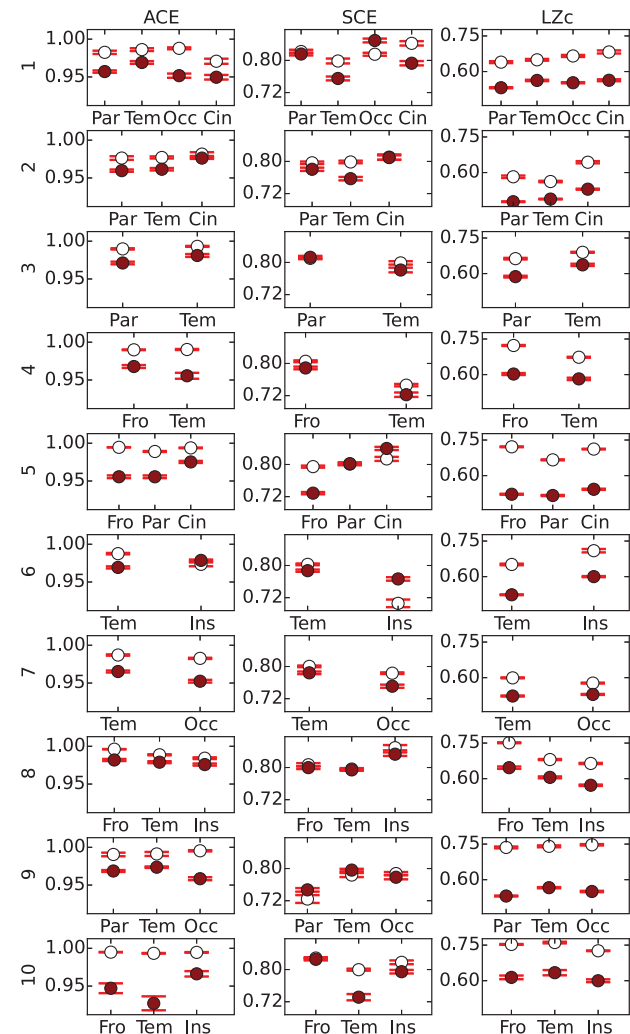 ACE SCE LZc
1
1.00 0.80 0.75
0.95 0.72 0.60
Par Tem Occ Cin Par Tem Occ Cin Par Tem Occ Cin
2
1.00 0.80 0.75
0.95 0.72 0.60
Par Tem Cin Par Tem Cin Par Tem Cin
3
1.00 0.80 0.75
0.95 0.72 0.60
Par Tem Par Tem Par Tem
4
1.00 0.80 0.75
0.95 0.72 0.60
Fro Tem Fro Tem Fro Tem
5
1.00 0.80 0.75
0.95 0.72 0.60
Fro Par Cin Fro Par Cin Fro Par Cin
6
1.00 0.80 0.75
0.95 0.72 0.60
Tem Ins Tem Ins Tem Ins
7
1.00 0.80 0.75
0.95 0.72 0.60
Tem Occ Tem Occ Tem Occ
8
1.00 0.80 0.75
0.95 0.72 0.60
Fro Tem Ins Fro Tem Ins Fro Tem Ins
9
1.00 0.80 0.75
0.95 0.72 0.60
Par Tem Occ Par Tem Occ Par Tem Occ
10
1.00 0.80 0.75
0.95 0.72 0.60
Fro Tem Ins Fro Tem Ins Fro Tem Ins